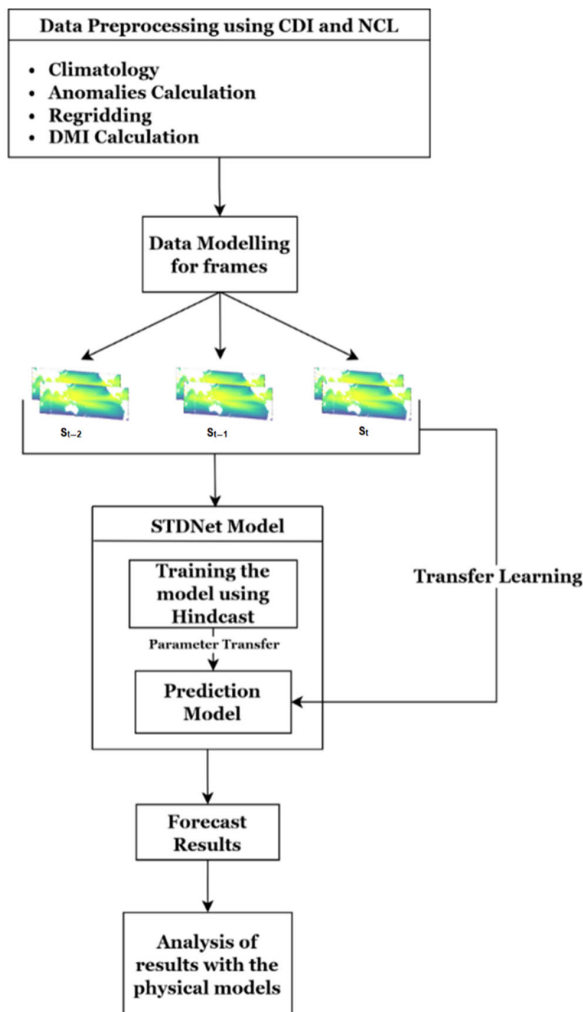 Data Preprocessing using CDI and NCL
• Climatology
• Anomalies Calculation
• Regridding
• DMI Calculation
Data Modelling
for frames
St-2
St-1
St
STDNet Model
Training the
model using
Hindcast
Transfer Learning
Parameter Transfer
Prediction
Model
Forecast
Results
Analysis of
results with the
physical models